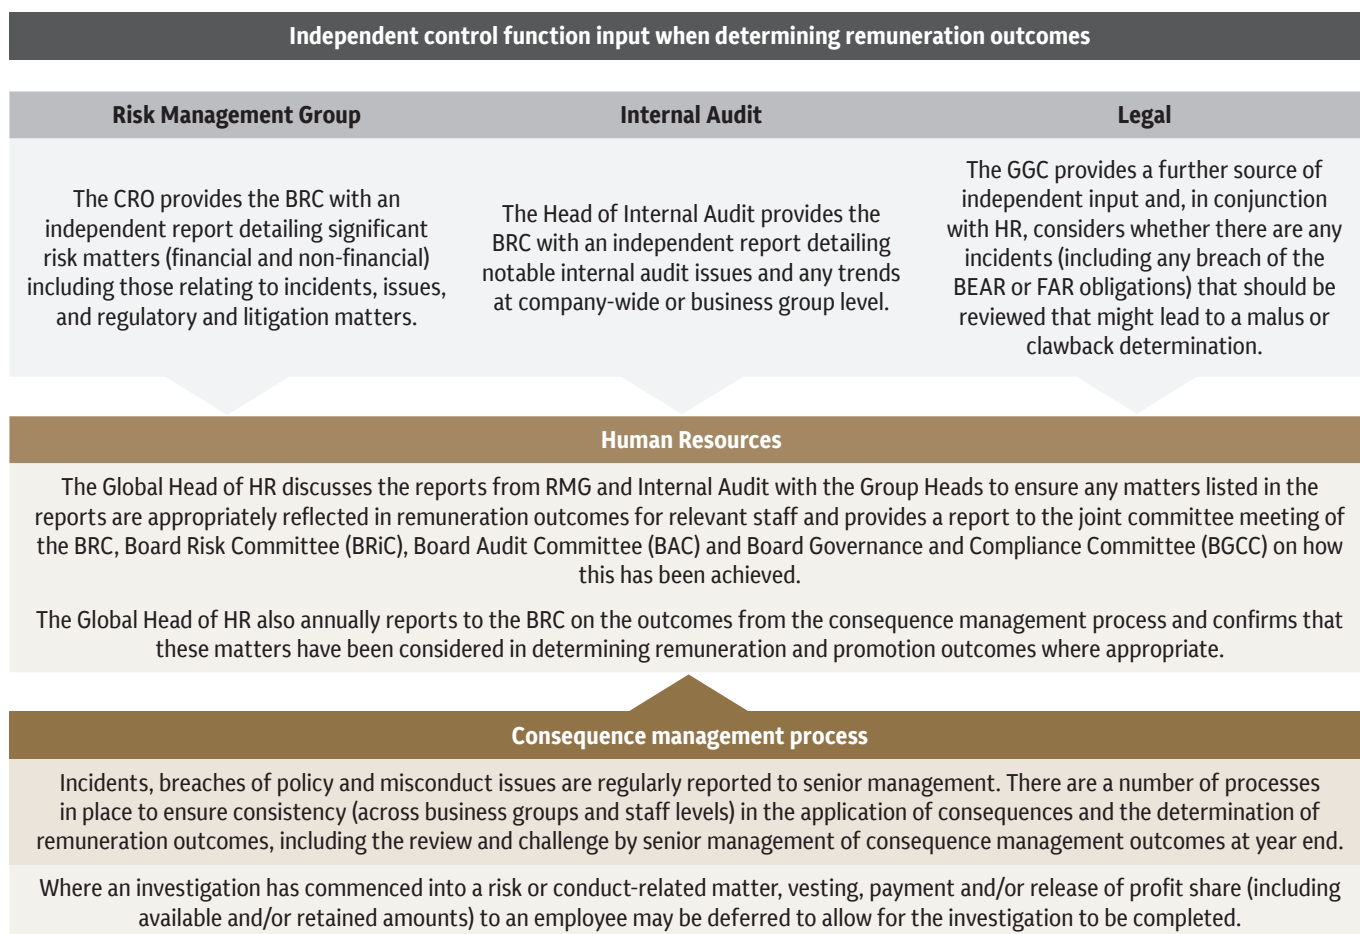 Independent control function input when determining remuneration outcomes
Risk Management Group
The CRO provides the BRC with an
independent report detailing significant
risk matters (financial and non-financial)
including those relating to incidents, issues,
and regulatory and litigation matters.
Internal Audit
The Head of Internal Audit provides the
BRC with an independent report detailing
notable internal audit issues and any trends
at company-wide or business group level.
Legal
The GGC provides a further source of
independent input and, in conjunction
with HR, considers whether there are any
incidents (including any breach of the
BEAR or FAR obligations) that should be
reviewed that might lead to a malus or
clawback determination.
Human Resources
The Global Head of HR discusses the reports from RMG and Internal Audit with the Group Heads to ensure any matters listed in the
reports are appropriately reflected in remuneration outcomes for relevant staff and provides a report to the joint committee meeting of
the BRC, Board Risk Committee (BRiC), Board Audit Committee (BAC) and Board Governance and Compliance Committee (BGCC) on how
this has been achieved.
The Global Head of HR also annually reports to the BRC on the outcomes from the consequence management process and confirms that
these matters have been considered in determining remuneration and promotion outcomes where appropriate.
Consequence management process
Incidents, breaches of policy and misconduct issues are regularly reported to senior management. There are a number of processes
in place to ensure consistency (across business groups and staff levels) in the application of consequences and the determination of
remuneration outcomes, including the review and challenge by senior management of consequence management outcomes at year end.
Where an investigation has commenced into a risk or conduct-related matter, vesting, payment and/or release of profit share (including
available and/or retained amounts) to an employee may be deferred to allow for the investigation to be completed.